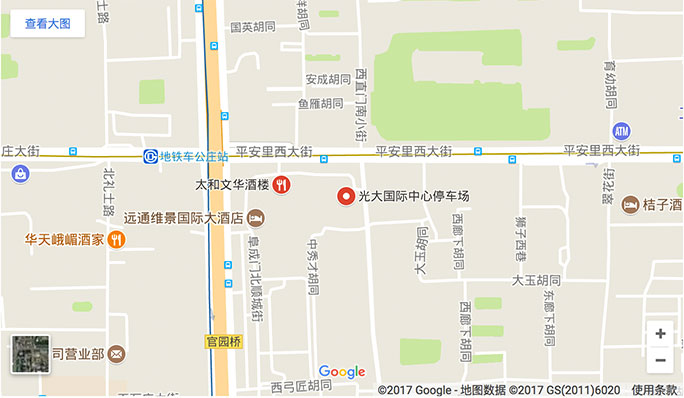 查看大图
国英胡同
祥胡同
西直门南小街
安成胡同
鱼雁胡同
育幼胡同
ATM
庄大街
地铁车公庄站
平安里西大街
平安里西大街
平安里西大街
北礼士路
太和文华酒楼
光大国际中心停车场
桔子酒
远通维景国际大酒店
华天峨嵋酒家
阜成门北顺城街
中秀才胡同
大玉胡同
西廊下胡同
狮子西巷
大玉胡同
东廊下胡同
西廊下胡同
官园桥
司营业部
Google
西弓匠胡同
©2017 Google - 地图数据 ©2017 GS(2011)6020 使用条款